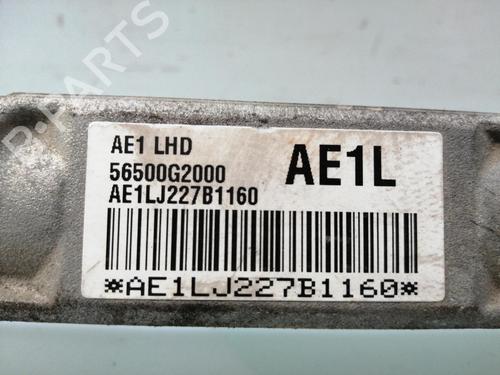 AE1 LHD
56500G2000
AE1LJ227B1160
AE1L
*AE1LJ227B1160*
R-PARTS